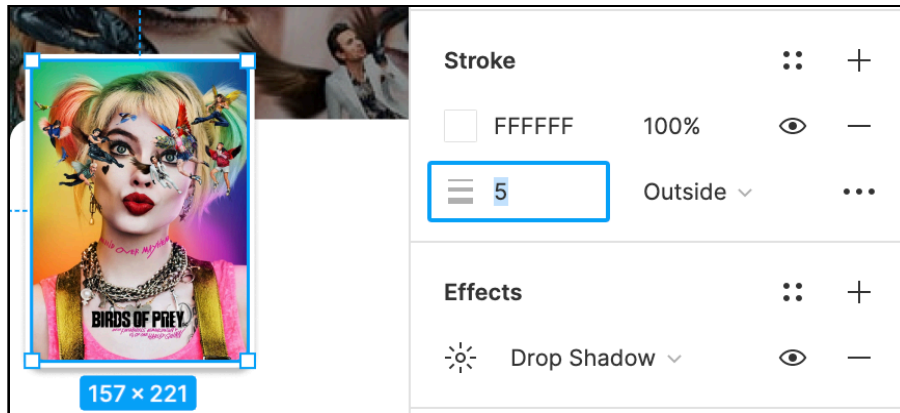 Stroke
FFFFFF 100%
5 Outside
Effects
Drop Shadow
BIRDS OF PREY
157 × 221